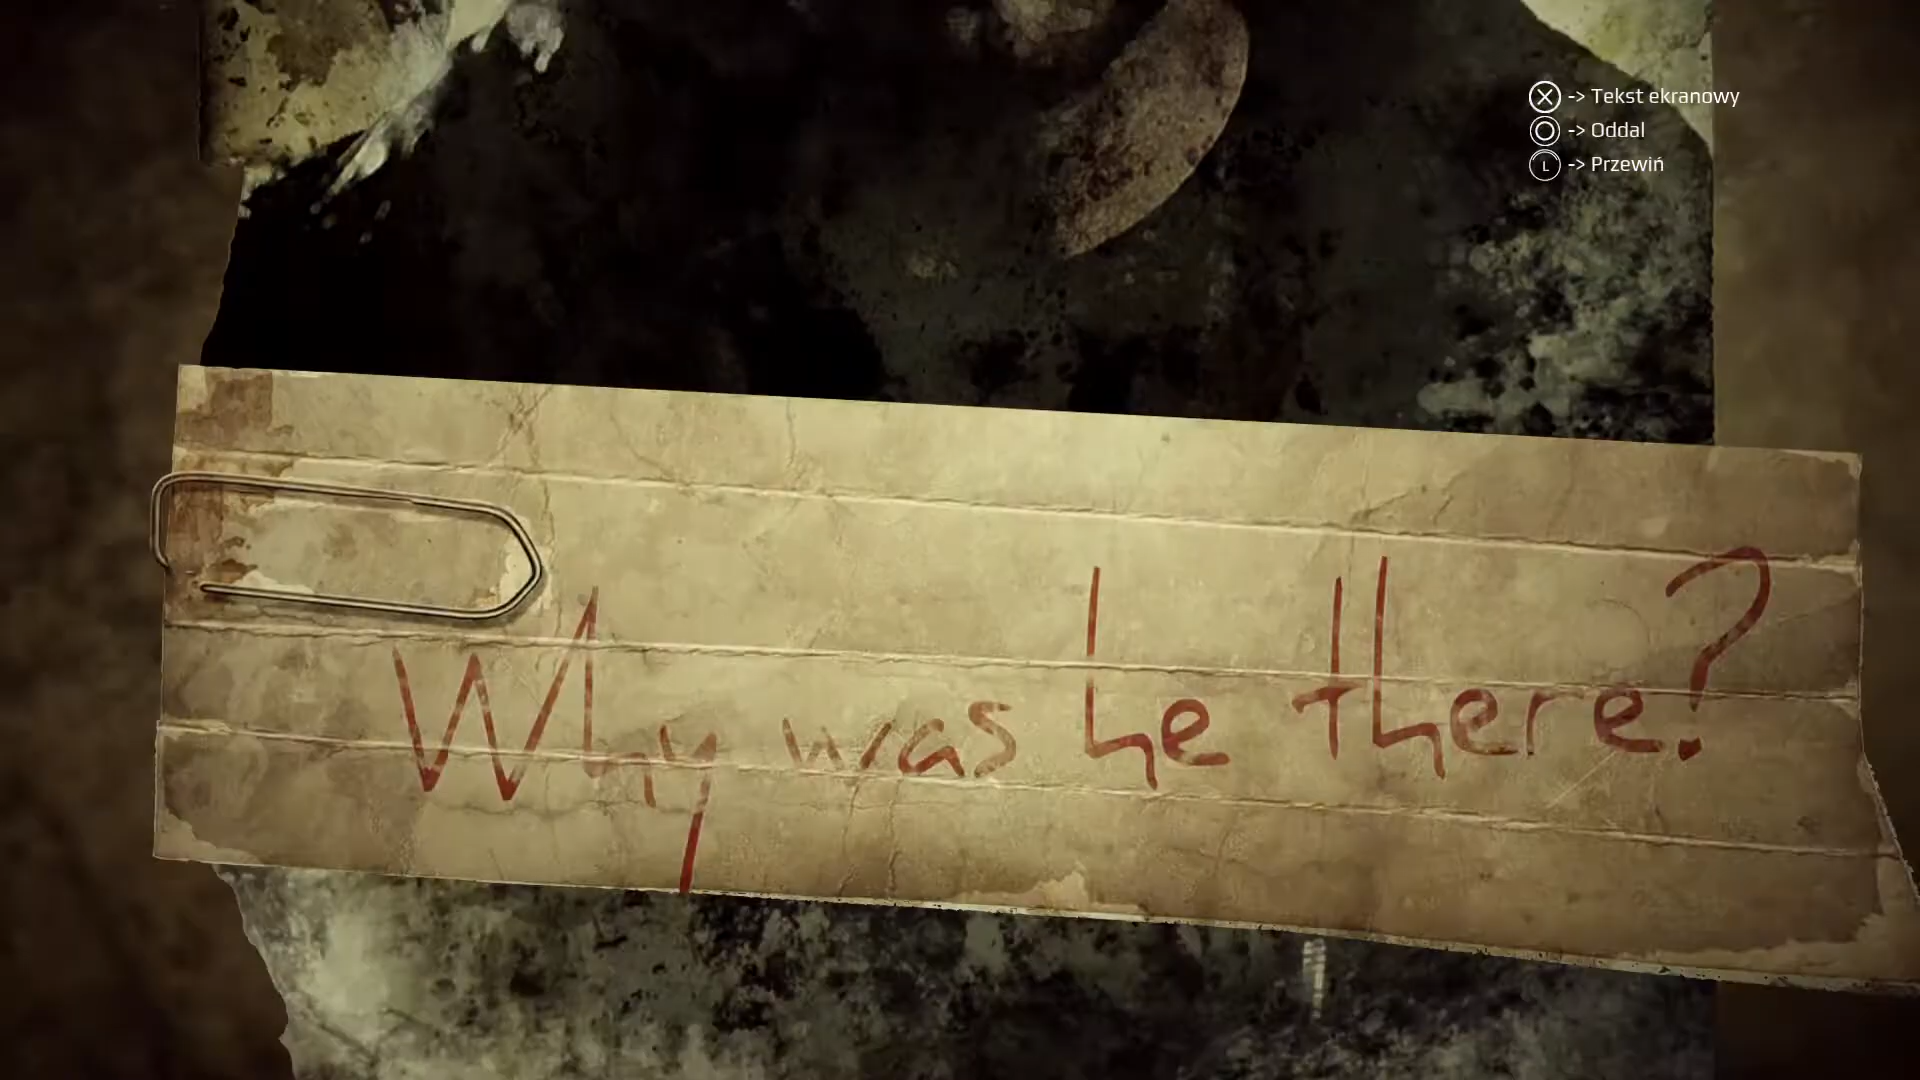 X -> Tekst ekranowy
O -> Oddal
L -> Przewiń
Why was he there?